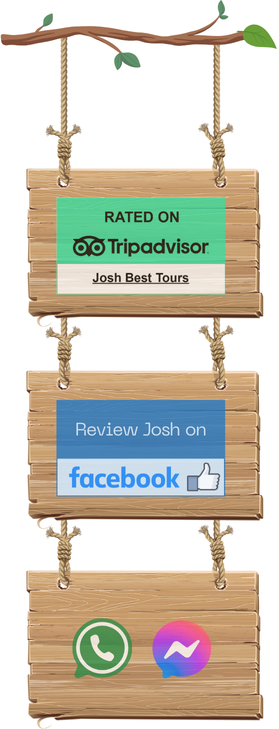 RATED ON
Tripadvisor
Josh Best Tours
Review Josh on
facebook